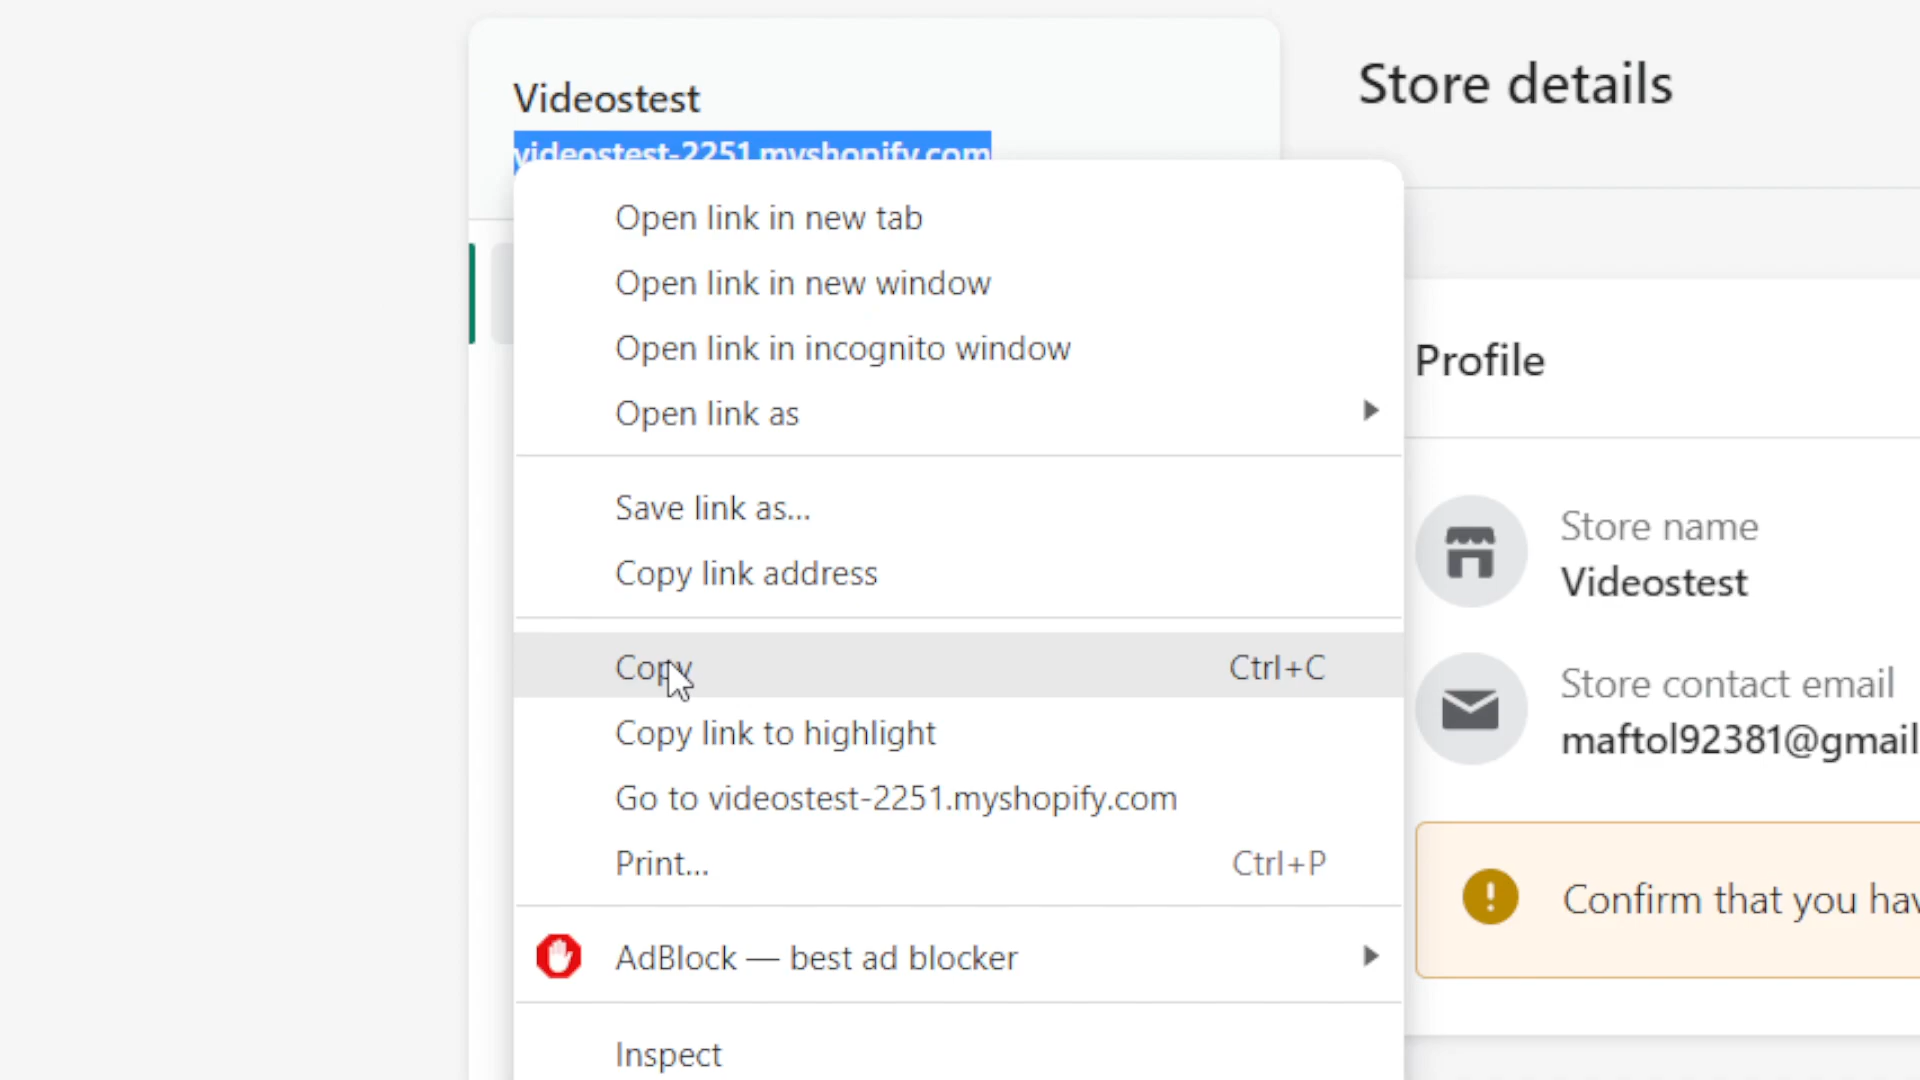 Videostest
Store details
videostest-2251.myshopify.com
Open link in new tab
Open link in new window
Open link in incognito window
Open link as
Save link as...
Copy link address
Copy Ctrl+C
Copy link to highlight
Go to videostest-2251.myshopify.com
Print... Ctrl+P
AdBlock — best ad blocker
Inspect
Profile
Store name
Videostest
Store contact email
maftol92381@gmail
Confirm that you hav